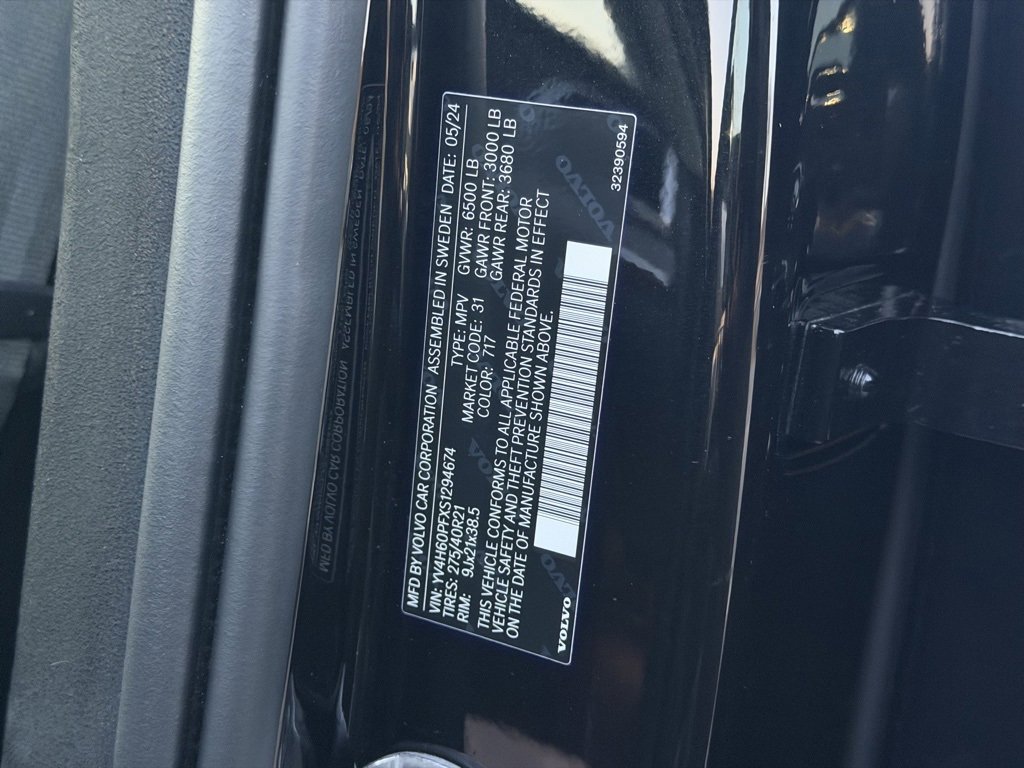 MFD BY VOLVO CAR CORPORATION ASSEMBLED IN SWEDEN DATE: 05/24
VIN: YV4H60PFXS1294674 TYPE: MPV GVWR: 6500 LB
TIRES: 275/40R21 MARKET CODE: 31 GAWR FRONT: 3000 LB
RIM: 9Jx21x38.5 COLOR: 717 GAWR REAR: 3680 LB
THIS VEHICLE CONFORMS TO ALL APPLICABLE FEDERAL MOTOR
VEHICLE SAFETY AND THEFT PREVENTION STANDARDS IN EFFECT
ON THE DATE OF MANUFACTURE SHOWN ABOVE.
VOLVO
32390594
VOLVO